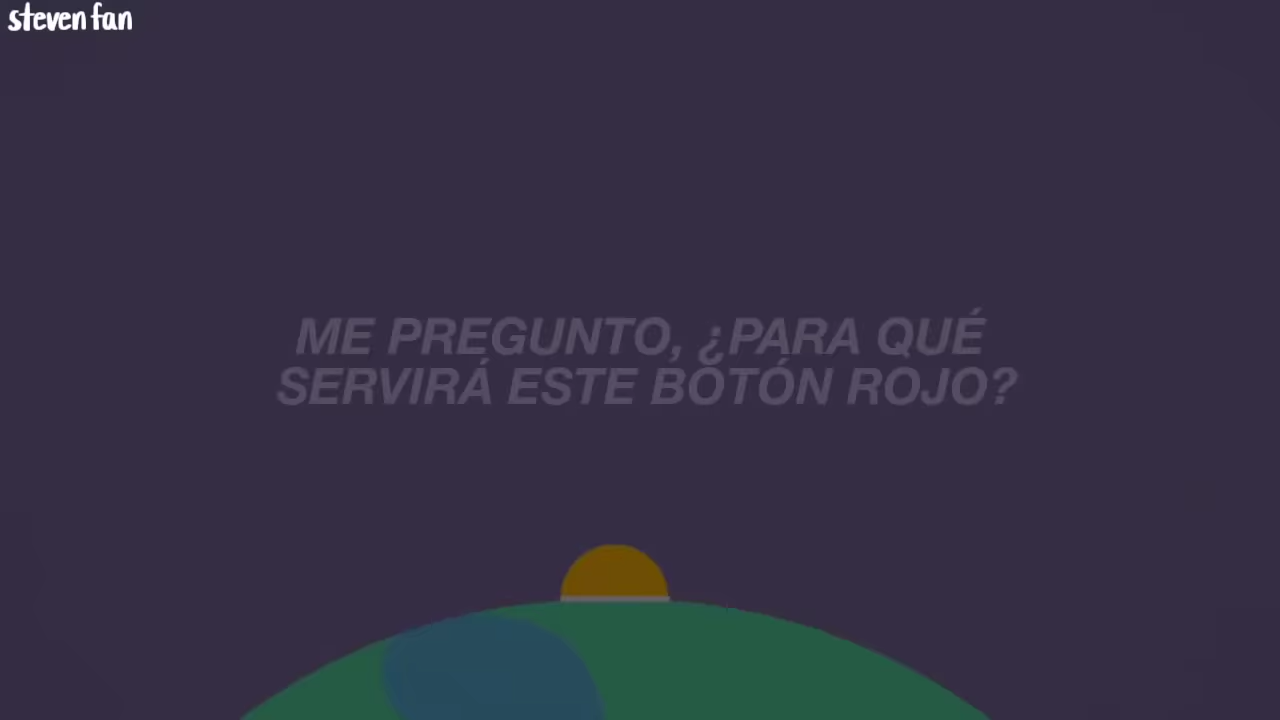 steven fan
ME PREGUNTO, ¿PARA QUÉ
SERVIRÁ ESTE BOTÓN ROJO?